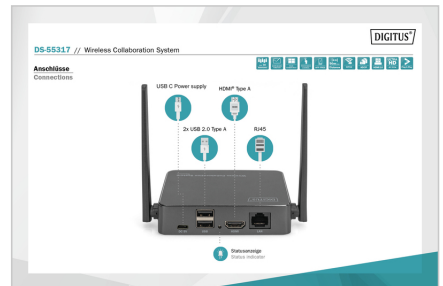 DIGITUS®
DS-55317 // Wireless Collaboration System
Anschlüsse
Connections
USB C Power supply
HDMI® Type A
2x USB 2.0 Type A
RJ45
Statusanzeige
Status indicator